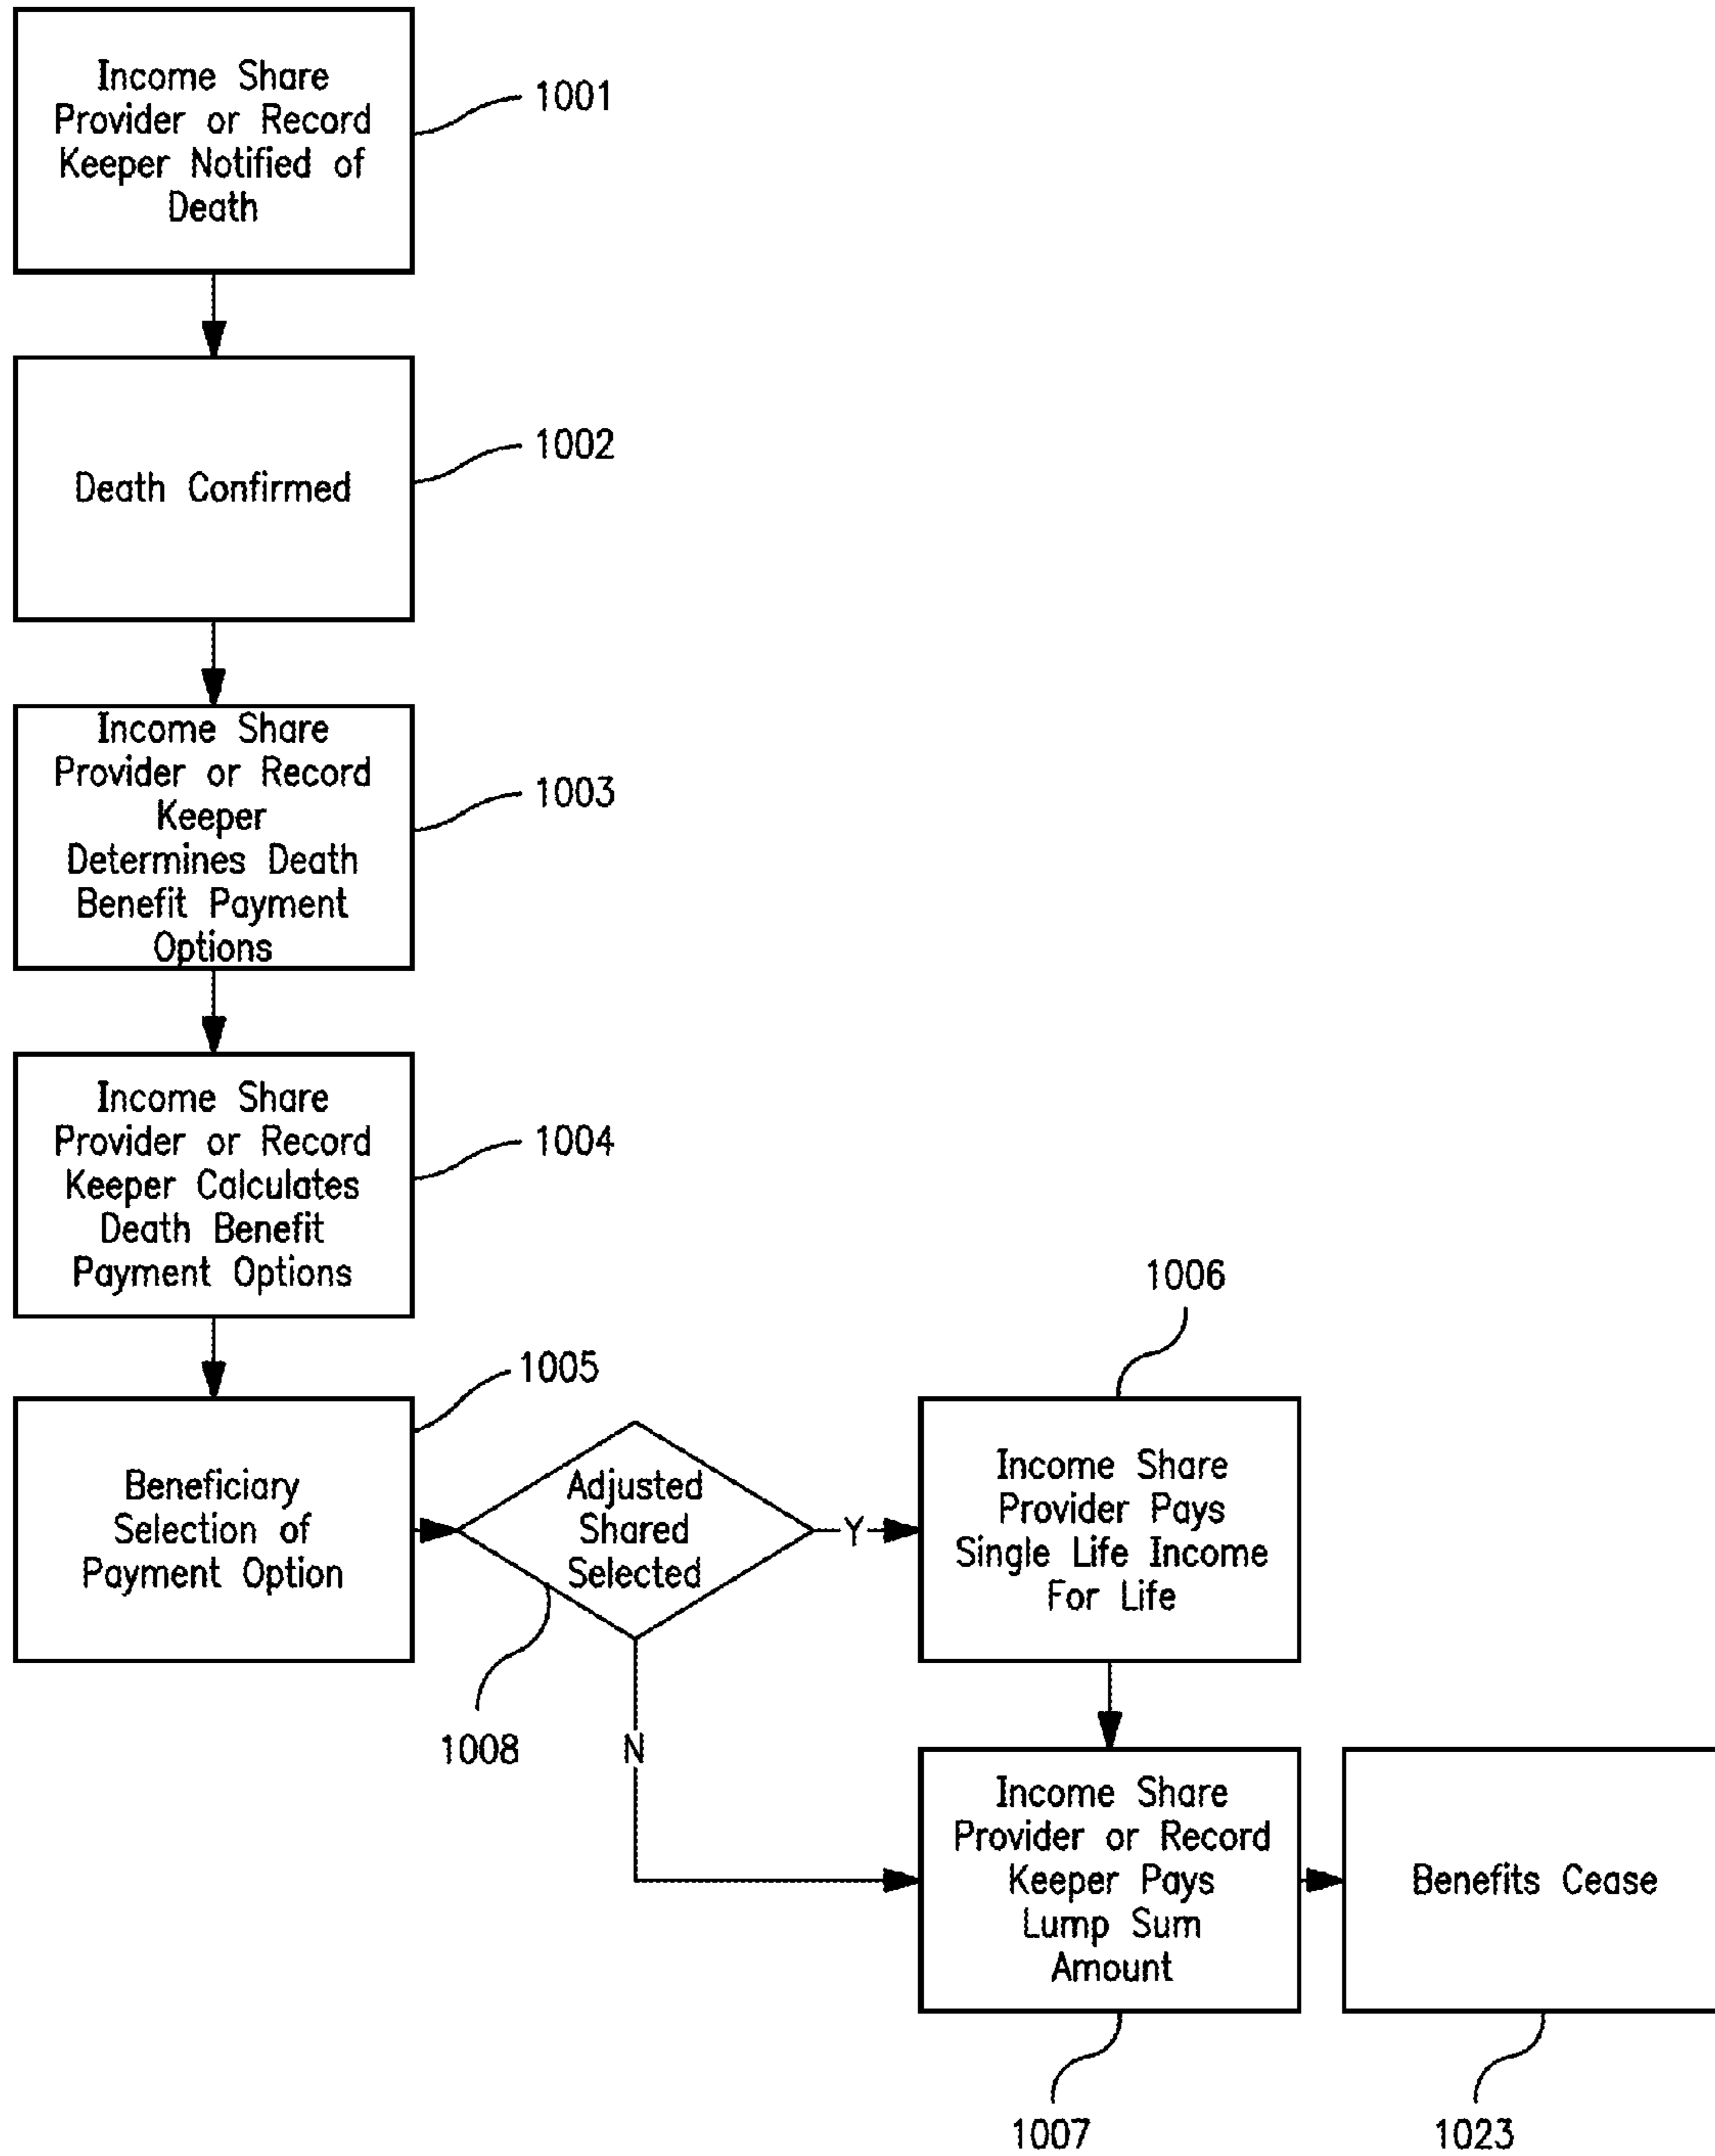 Income Share
Provider or Record
Keeper Notified of
Death
1001
Death Confirmed
1002
Income Share
Provider or Record
Keeper
Determines Death
Benefit Payment
Options
1003
Income Share
Provider or Record
Keeper Calculates
Death Benefit
Payment Options
1004
Beneficiary
Selection of
Payment Option
1005
Adjusted
Shared
Selected
1008
Y
N
1006
Income Share
Provider Pays
Single Life Income
For Life
Income Share
Provider or Record
Keeper Pays
Lump Sum
Amount
1007
Benefits Cease
1023